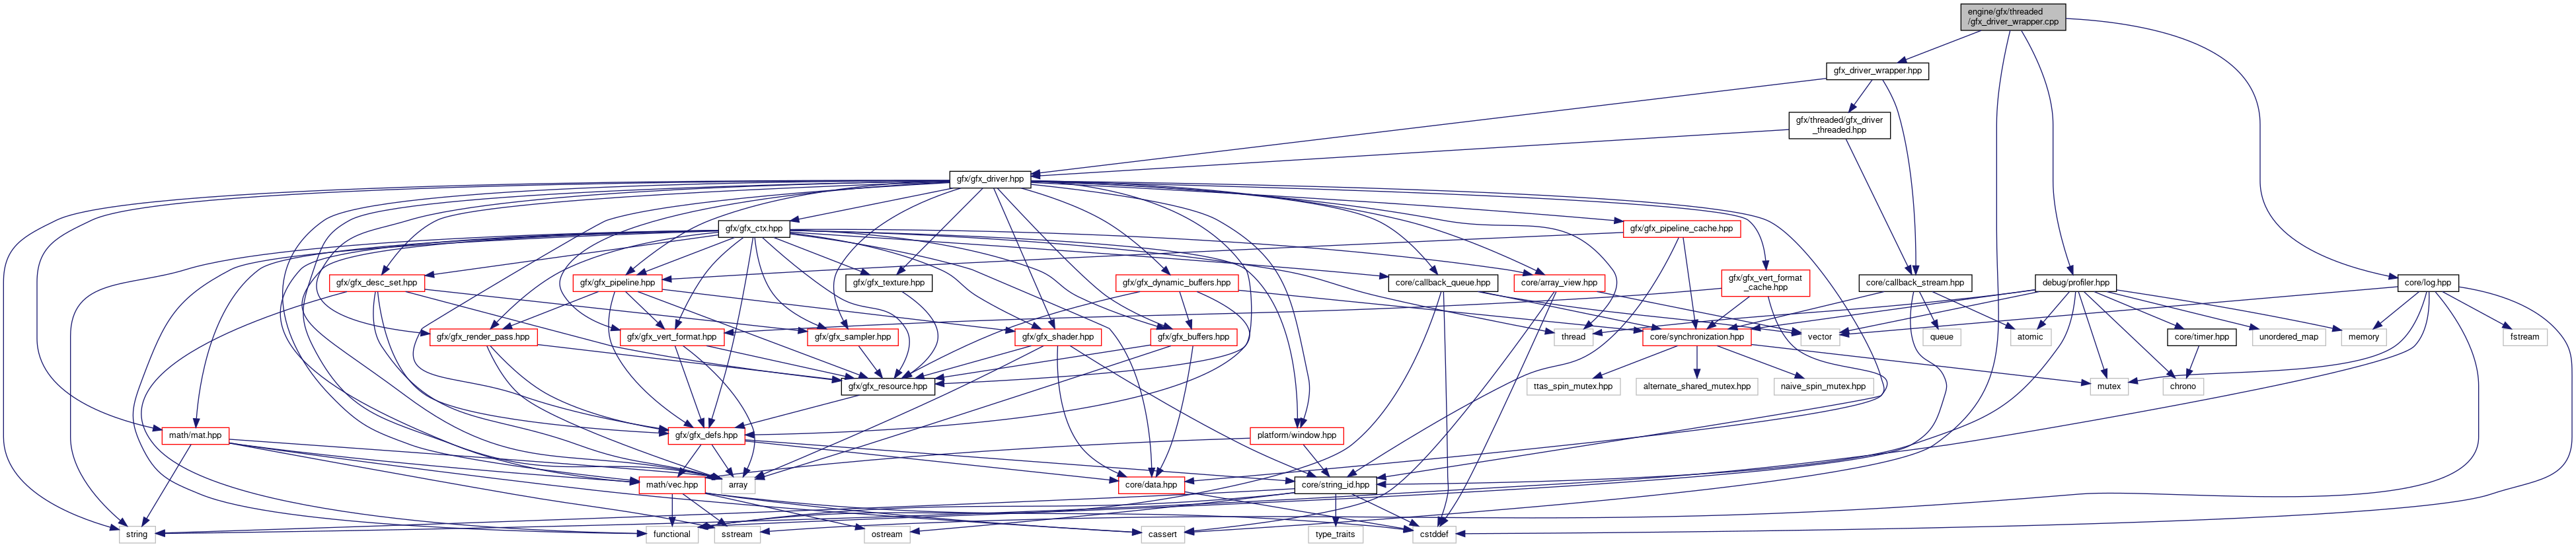 engine/gfx/threaded
/gfx_driver_wrapper.cpp
gfx_driver_wrapper.hpp
gfx/threaded/gfx_driver
_threaded.hpp
gfx/gfx_driver.hpp
gfx/gfx_ctx.hpp
gfx/gfx_pipeline_cache.hpp
gfx/gfx_desc_set.hpp
gfx/gfx_pipeline.hpp
gfx/gfx_texture.hpp
gfx/gfx_dynamic_buffers.hpp
core/callback_queue.hpp
core/array_view.hpp
gfx/gfx_vert_format
_cache.hpp
core/callback_stream.hpp
debug/profiler.hpp
core/log.hpp
gfx/gfx_render_pass.hpp
gfx/gfx_vert_format.hpp
gfx/gfx_sampler.hpp
gfx/gfx_shader.hpp
gfx/gfx_buffers.hpp
thread
core/synchronization.hpp
vector
queue
atomic
core/timer.hpp
unordered_map
memory
fstream
gfx/gfx_resource.hpp
ttas_spin_mutex.hpp
alternate_shared_mutex.hpp
naive_spin_mutex.hpp
mutex
chrono
math/mat.hpp
gfx/gfx_defs.hpp
platform/window.hpp
math/vec.hpp
array
core/data.hpp
core/string_id.hpp
string
functional
sstream
ostream
cassert
type_traits
cstddef